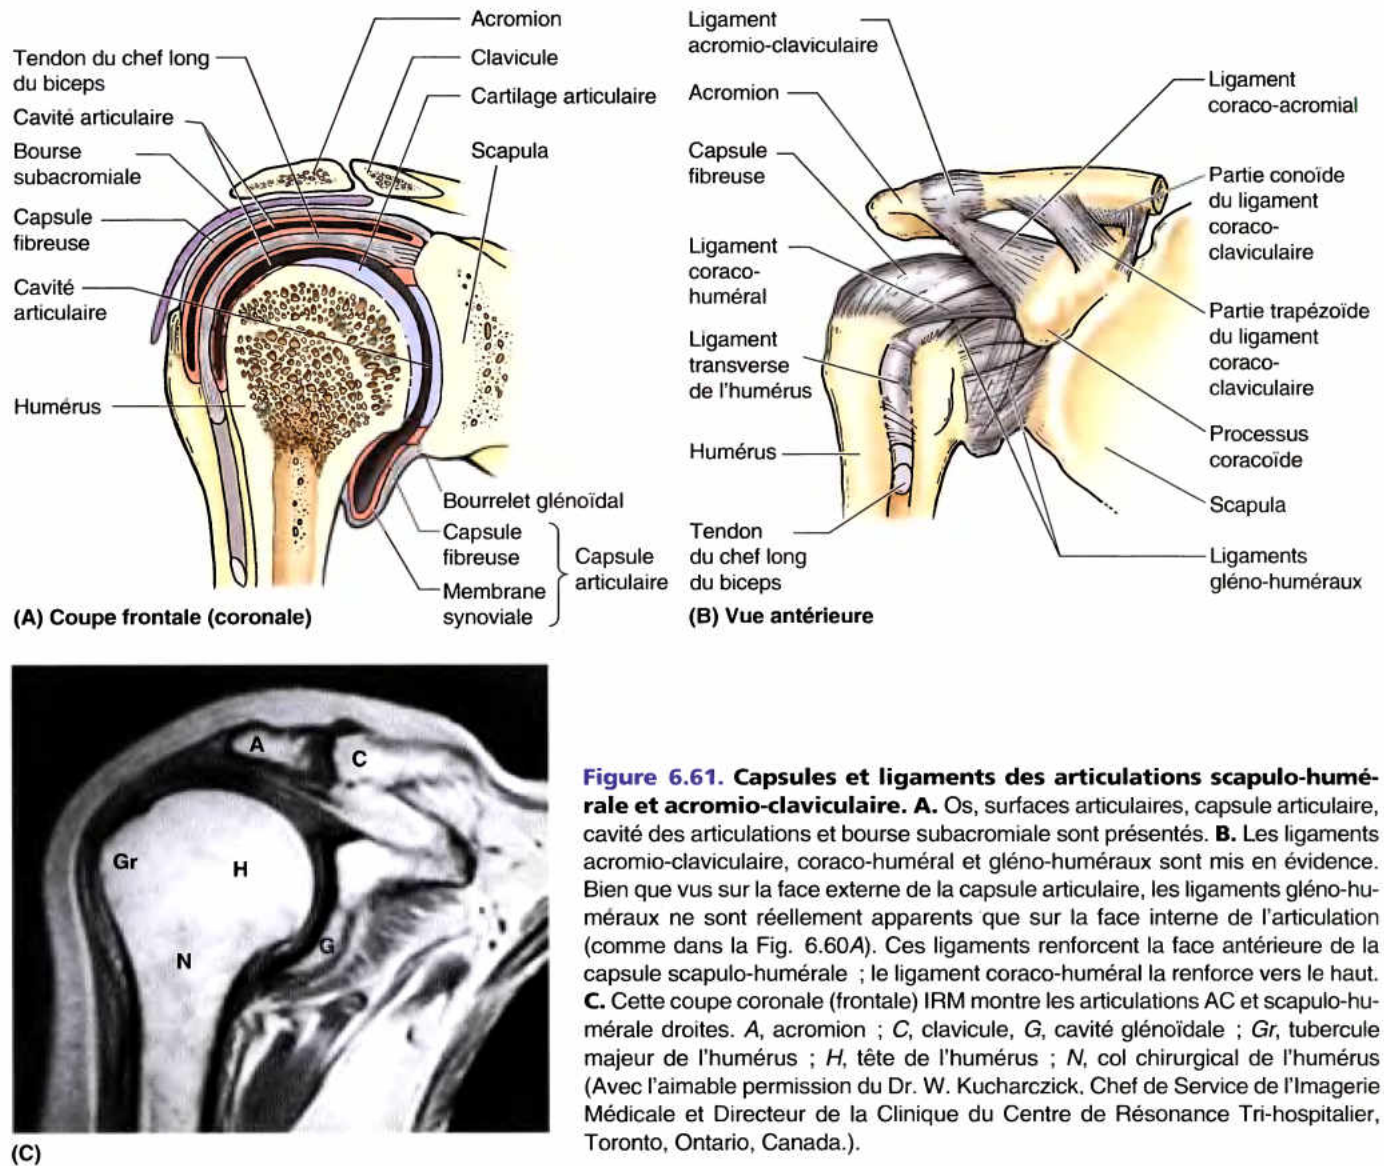 Acromion
Clavicule
Cartilage articulaire
Scapula
Tendon du chef long
du biceps
Cavité articulaire
Bourse
subacromiale
Capsule
fibreuse
Cavité
articulaire
Humérus
Bourrelet glénoïdal
Capsule
fibreuse
Membrane
synoviale
Capsule
articulaire
(A) Coupe frontale (coronale)
Ligament
acromio-claviculaire
Acromion
Capsule
fibreuse
Ligament
coraco-
huméral
Ligament
transverse
de l'humérus
Humérus
Tendon
du chef long
du biceps
Ligament
coraco-acromial
Partie conoïde
du ligament
coraco-
claviculaire
Partie trapézoïde
du ligament
coraco-
claviculaire
Processus
coracoïde
Scapula
Ligaments
gléno-huméraux
(B) Vue antérieure
A
C
Gr
H
G
N
(C)
Figure 6.61. Capsules et ligaments des articulations scapulo-humé-
rale et acromio-claviculaire. A. Os, surfaces articulaires, capsule articulaire,
cavité des articulations et bourse subacromiale sont présentés. B. Les ligaments
acromio-claviculaire, coraco-huméral et gléno-huméraux sont mis en évidence.
Bien que vus sur la face externe de la capsule articulaire, les ligaments gléno-hu-
méraux ne sont réellement apparents que sur la face interne de l'articulation
(comme dans la Fig. 6.60A). Ces ligaments renforcent la face antérieure de la
capsule scapulo-humérale ; le ligament coraco-huméral la renforce vers le haut.
C. Cette coupe coronale (frontale) IRM montre les articulations AC et scapulo-hu-
mérale droites. A, acromion ; C, clavicule, G, cavité glénoïdale ; Gr, tubercule
majeur de l'humérus ; H, tête de l'humérus ; N, col chirurgical de l'humérus
(Avec l'aimable permission du Dr. W. Kucharczick, Chef de Service de l'Imagerie
Médicale et Directeur de la Clinique du Centre de Résonance Tri-hospitalier,
Toronto, Ontario, Canada.).